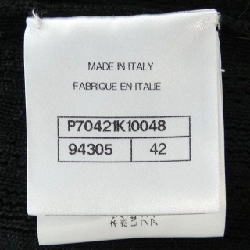 MADE IN ITALY
FABRIQUE EN ITALIE
P70421K10048
94305 42